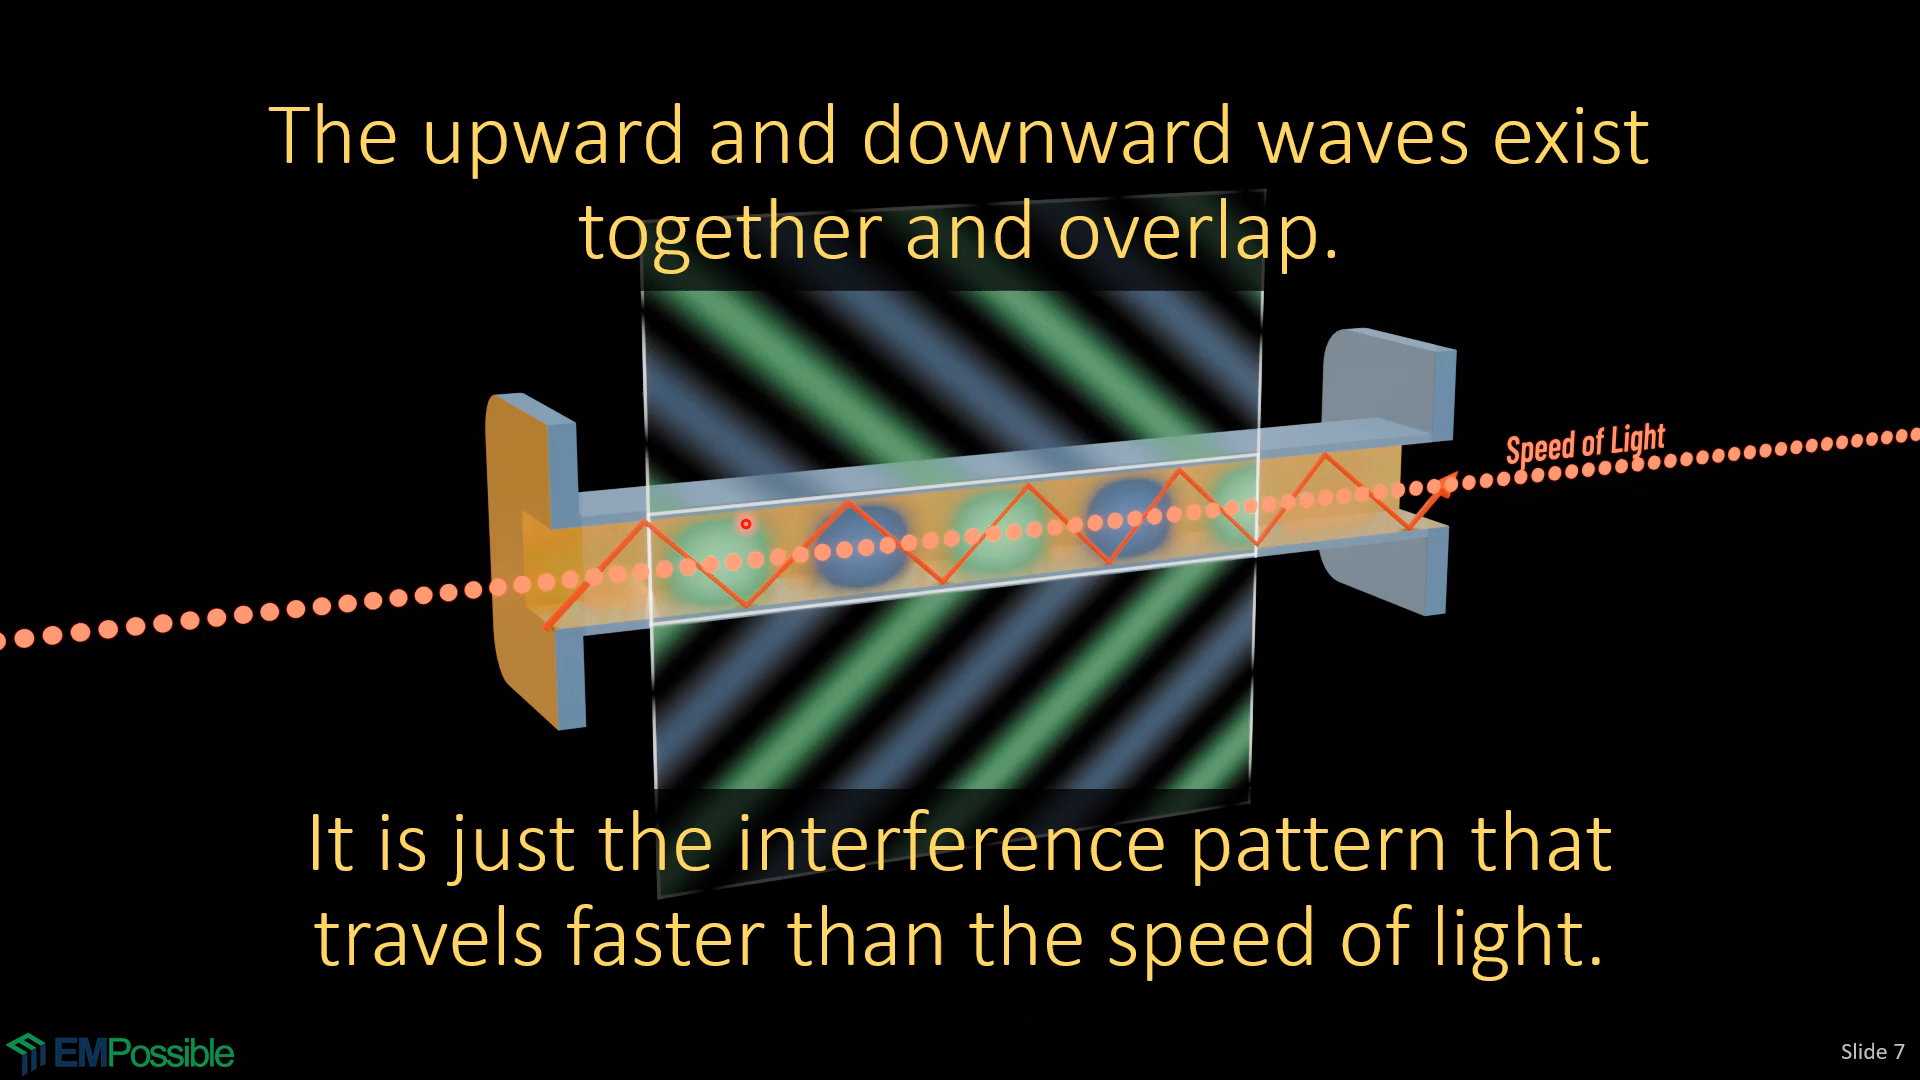 The upward and downward waves exist
together and overlap.
Speed of Light
It is just the interference pattern that
travels faster than the speed of light.
EMPossible
Slide 7